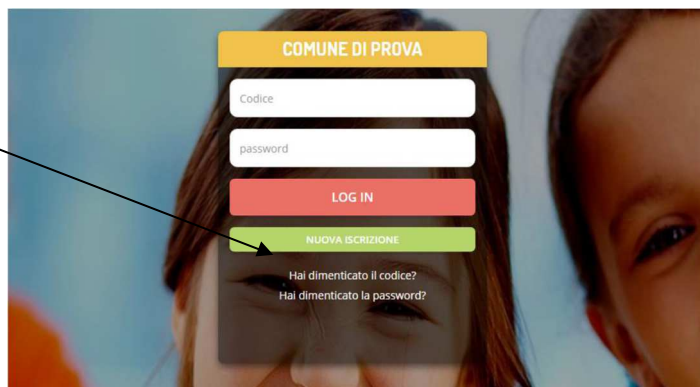 COMUNE DI PROVA
Codice
password
LOG IN
NUOVA ISCRIZIONE
Hai dimenticato il codice?
Hai dimenticato la password?